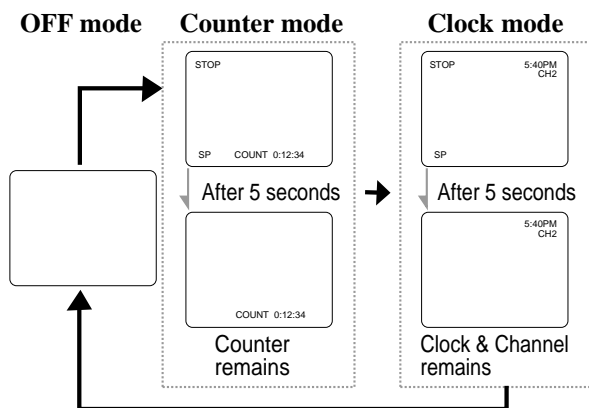 OFF mode
Counter mode
Clock mode
STOP
SP COUNT 0:12:34
After 5 seconds
COUNT 0:12:34
Counter
remains
STOP 5:40PM
CH2
SP
After 5 seconds
5:40PM
CH2
Clock & Channel
remains